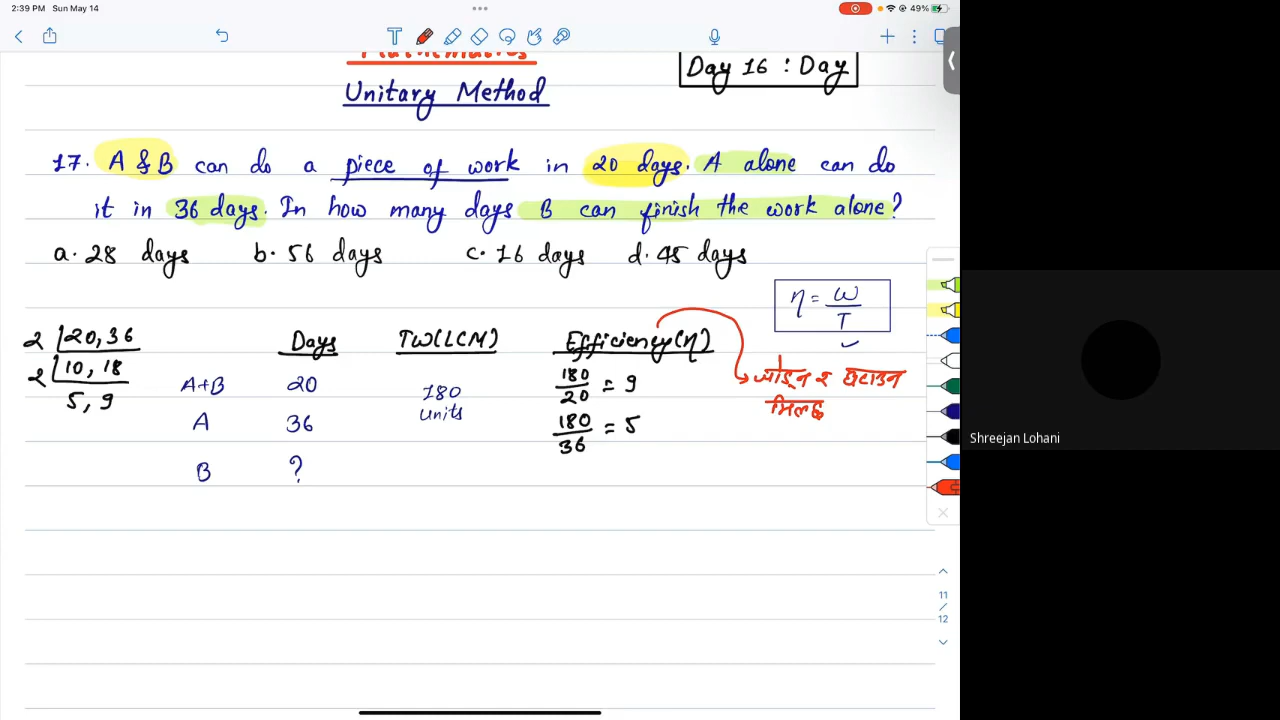 2:39 PM Sun May 14
49%
Mathematics
Day 16 : Day
Unitary Method
17. A & B can do a piece of work in 20 days. A alone can do
it in 36 days. In how many days B can finish the work alone?
a. 28 days b. 56 days c. 16 days d. 45 days
η = W/T
2 20, 36
2 10, 18
5, 9
Days TW(LCM) Efficiency(η)
A+B 20 180 units 180/20 = 9
A 36 180/36 = 5
B ?
जोड्न र घटाउन
मिल्छ
Shreejan Lohani
11
/
12